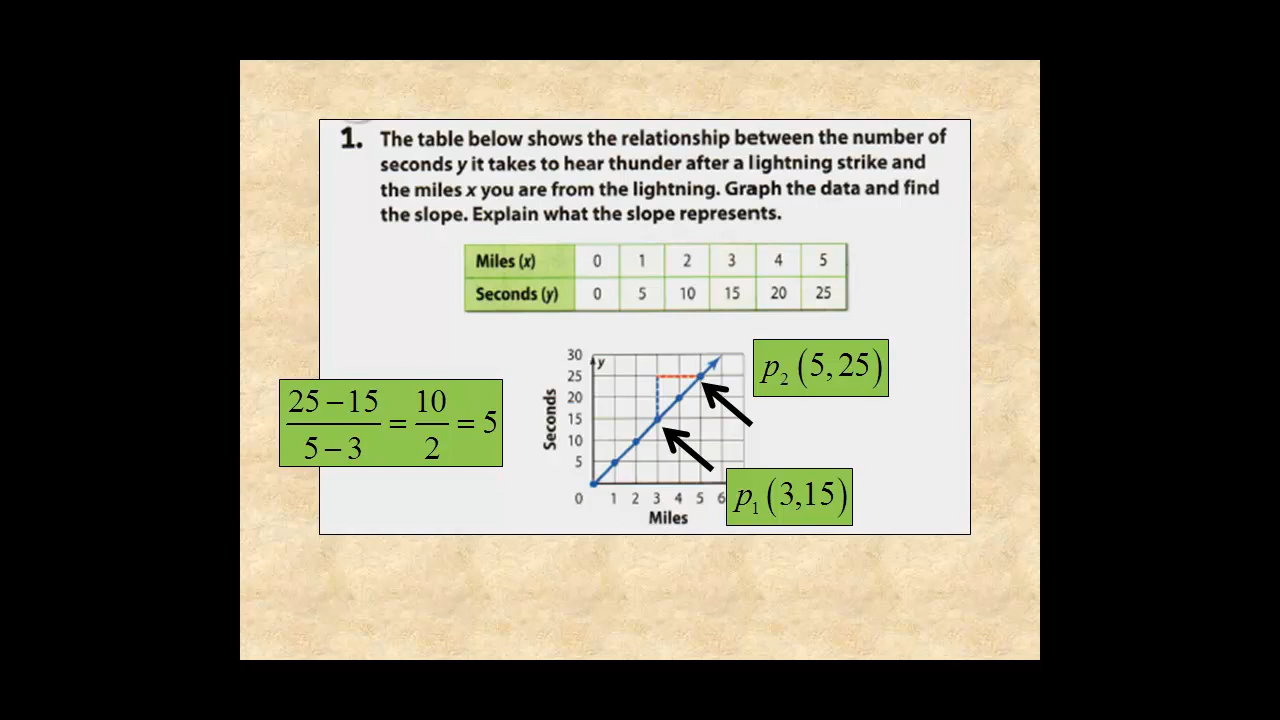 1. The table below shows the relationship between the number of
seconds y it takes to hear thunder after a lightning strike and
the miles x you are from the lightning. Graph the data and find
the slope. Explain what the slope represents.
Miles (x) 0 1 2 3 4 5
Seconds (y) 0 5 10 15 20 25
30 y
25
20
15
10
5
0 1 2 3 4 5 6
Seconds
Miles
p₂ (5, 25)
p₁ (3,15)
25 – 15 / 5 – 3 = 10 / 2 = 5